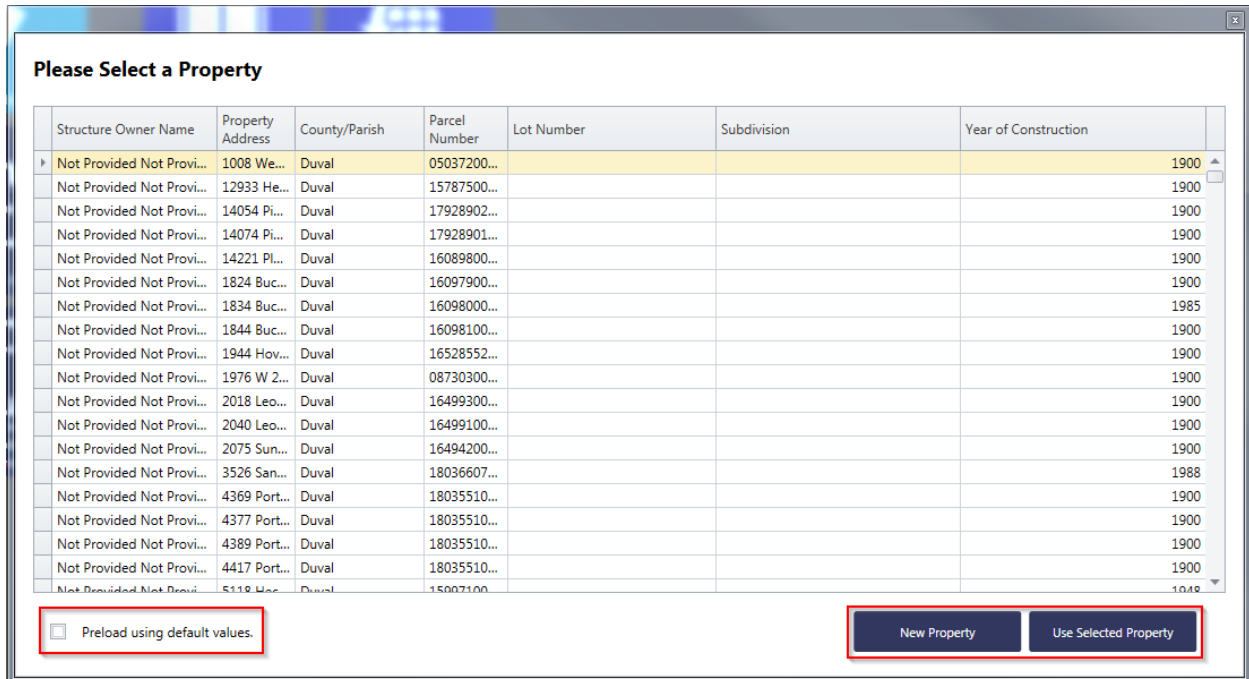 Please Select a Property
Structure Owner Name Property Address County/Parish Parcel Number Lot Number Subdivision Year of Construction
Not Provided Not Provi... 1008 We... Duval 05037200... 1900
Not Provided Not Provi... 12933 He... Duval 15787500... 1900
Not Provided Not Provi... 14054 Pi... Duval 17928902... 1900
Not Provided Not Provi... 14074 Pi... Duval 17928901... 1900
Not Provided Not Provi... 14221 Pl... Duval 16089800... 1900
Not Provided Not Provi... 1824 Buc... Duval 16097900... 1900
Not Provided Not Provi... 1834 Buc... Duval 16098000... 1985
Not Provided Not Provi... 1844 Buc... Duval 16098100... 1900
Not Provided Not Provi... 1944 Hov... Duval 16528552... 1900
Not Provided Not Provi... 1976 W 2... Duval 08730300... 1900
Not Provided Not Provi... 2018 Leo... Duval 16499300... 1900
Not Provided Not Provi... 2040 Leo... Duval 16499100... 1900
Not Provided Not Provi... 2075 Sun... Duval 16494200... 1900
Not Provided Not Provi... 3526 San... Duval 18036607... 1988
Not Provided Not Provi... 4369 Port... Duval 18035510... 1900
Not Provided Not Provi... 4377 Port... Duval 18035510... 1900
Not Provided Not Provi... 4389 Port... Duval 18035510... 1900
Not Provided Not Provi... 4417 Port... Duval 18035510... 1900
Not Provided Not Provi... 5118 Hec... Duval 15997100... 1948
Preload using default values. New Property Use Selected Property